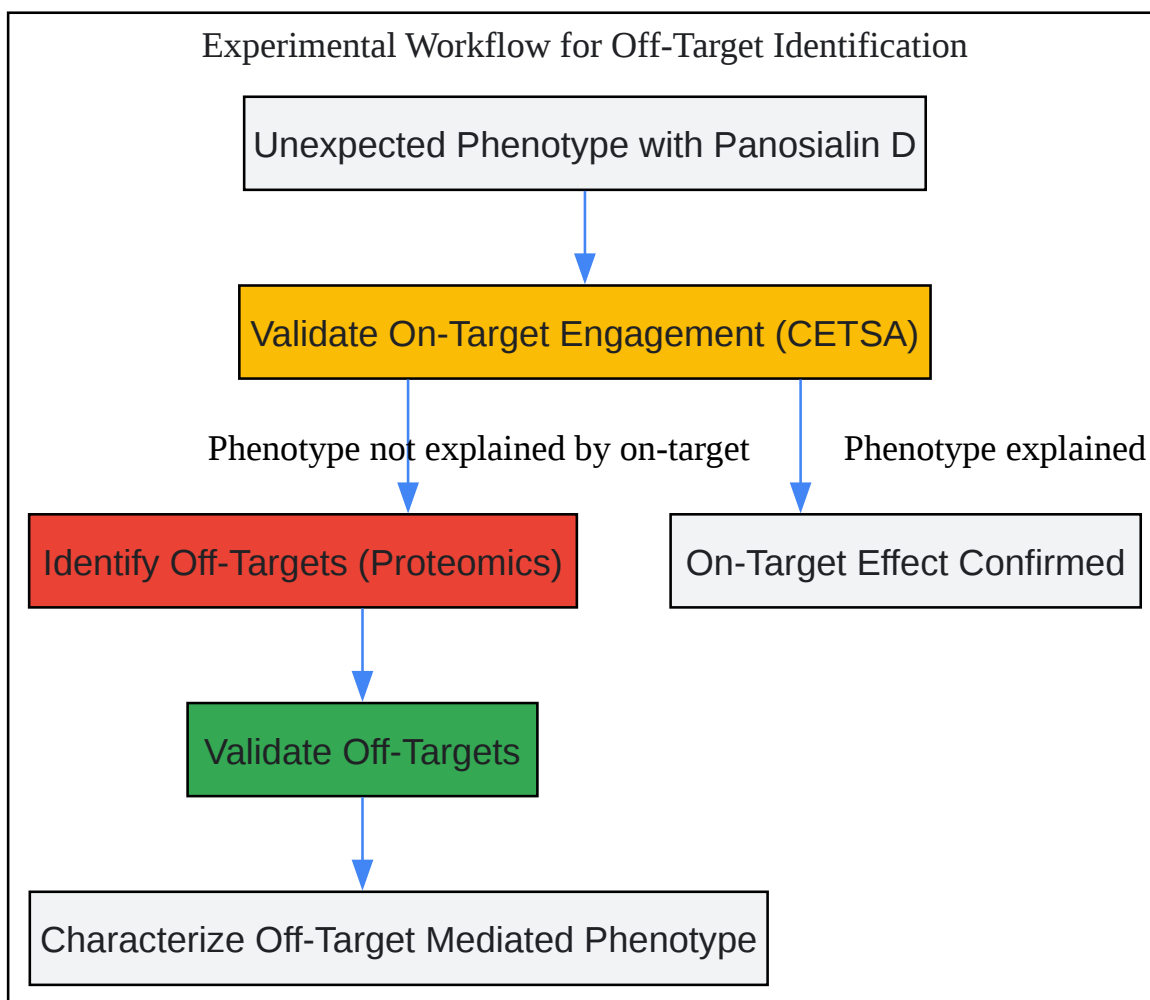 Experimental Workflow for Off-Target Identification
Unexpected Phenotype with Panosialin D
Validate On-Target Engagement (CETSA)
Phenotype not explained by on-target
Phenotype explained
Identify Off-Targets (Proteomics)
On-Target Effect Confirmed
Validate Off-Targets
Characterize Off-Target Mediated Phenotype